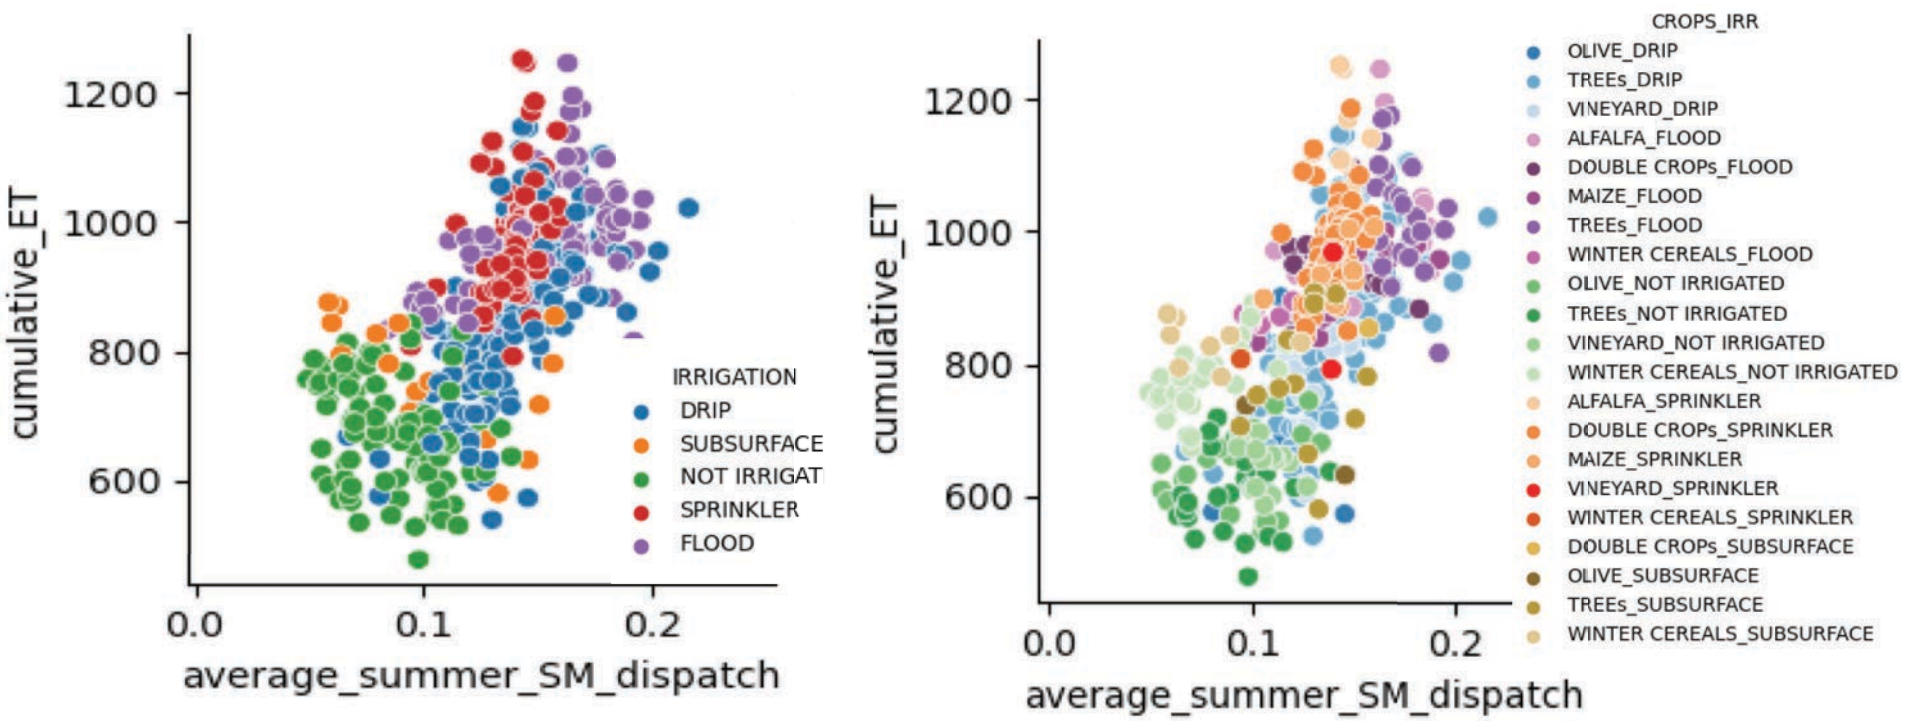 cumulative_ET
1200
1000
800
600
0.0
0.1
0.2
average_summer_SM_dispatch
IRRIGATION
DRIP
SUBSURFACE
NOT IRRIGAT
SPRINKLER
FLOOD
cumulative_ET
1200
1000
800
600
0.0
0.1
0.2
average_summer_SM_dispatch
CROPS_IRR
OLIVE_DRIP
TREEs_DRIP
VINEYARD_DRIP
ALFALFA_FLOOD
DOUBLE CROPs_FLOOD
MAIZE_FLOOD
TREEs_FLOOD
WINTER CEREALS_FLOOD
OLIVE_NOT IRRIGATED
TREEs_NOT IRRIGATED
VINEYARD_NOT IRRIGATED
WINTER CEREALS_NOT IRRIGATED
ALFALFA_SPRINKLER
DOUBLE CROPs_SPRINKLER
MAIZE_SPRINKLER
VINEYARD_SPRINKLER
WINTER CEREALS_SPRINKLER
DOUBLE CROPs_SUBSURFACE
OLIVE_SUBSURFACE
TREEs_SUBSURFACE
WINTER CEREALS_SUBSURFACE